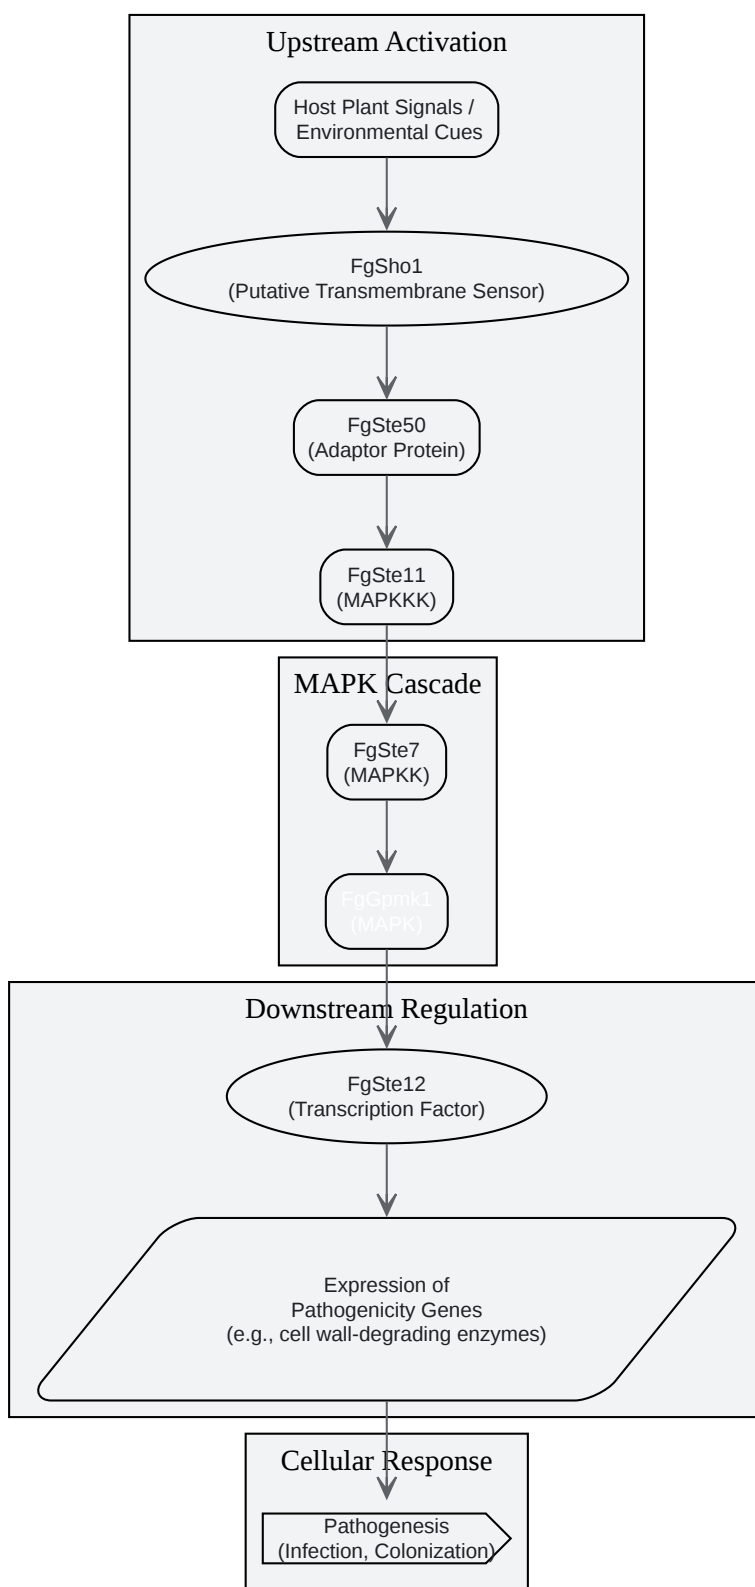 Upstream Activation
Host Plant Signals /
Environmental Cues
FgSho1
(Putative Transmembrane Sensor)
FgSte50
(Adaptor Protein)
FgSte11
(MAPKKK)
MAPK Cascade
FgSte7
(MAPKK)
FgGpmk1
(MAPK)
Downstream Regulation
FgSte12
(Transcription Factor)
Expression of
Pathogenicity Genes
(e.g., cell wall-degrading enzymes)
Cellular Response
Pathogenesis
(Infection, Colonization)